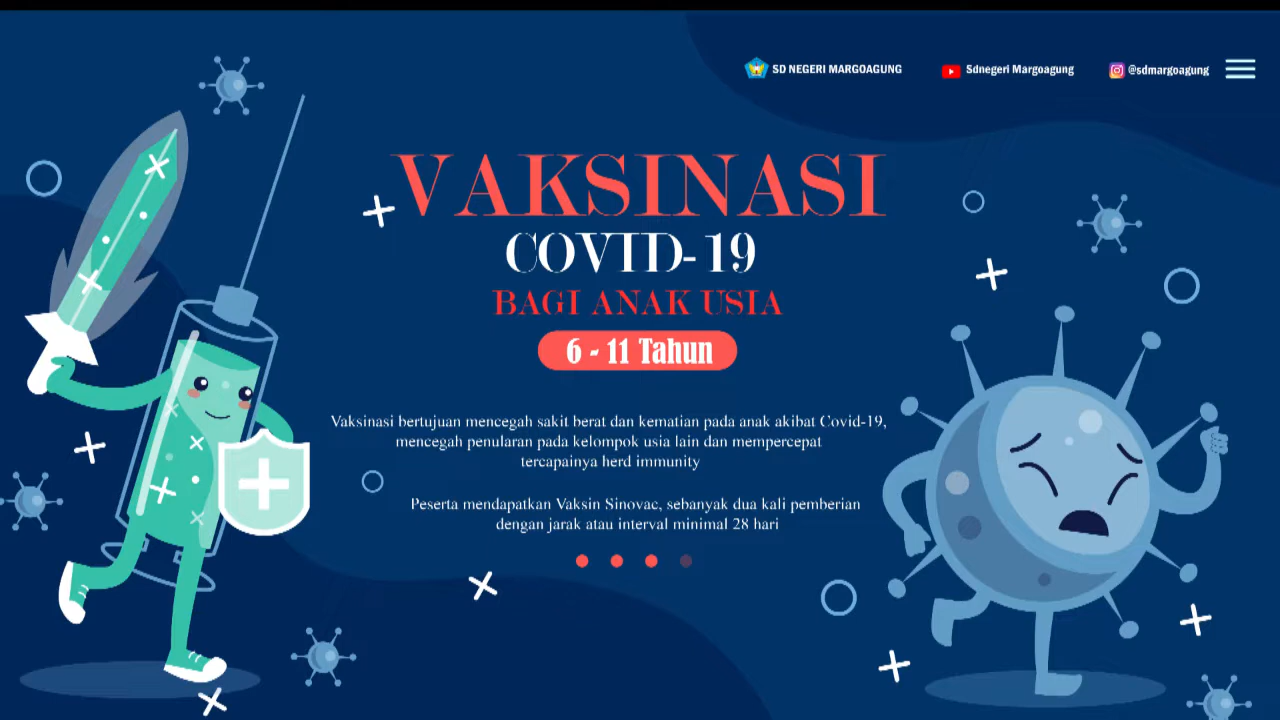 SD NEGERI MARGOAGUNG
Sdnegeri Margoagung
@sdmargoagung
VAKSINASI
COVID-19
BAGI ANAK USIA
6 - 11 Tahun
Vaksinasi bertujuan mencegah sakit berat dan kematian pada anak akibat Covid-19,
mencegah penularan pada kelompok usia lain dan mempercepat
tercapainya herd immunity
Peserta mendapatkan Vaksin Sinovac, sebanyak dua kali pemberian
dengan jarak atau interval minimal 28 hari